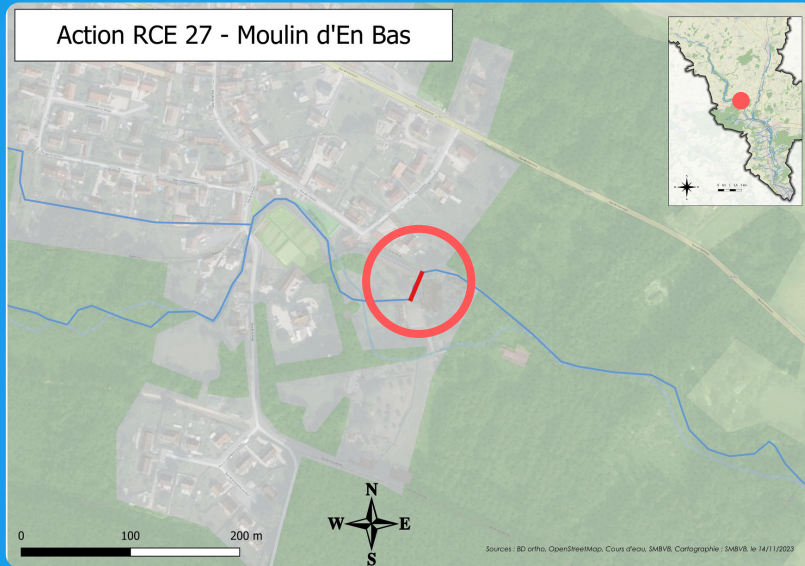 Action RCE 27 - Moulin d'En Bas
N
W E
S
0 100 200 m
Sources : BD ortho, OpenStreetMap, Cours d'eau, SMBVB, Cartographie : SMBVB, le 14/11/2023